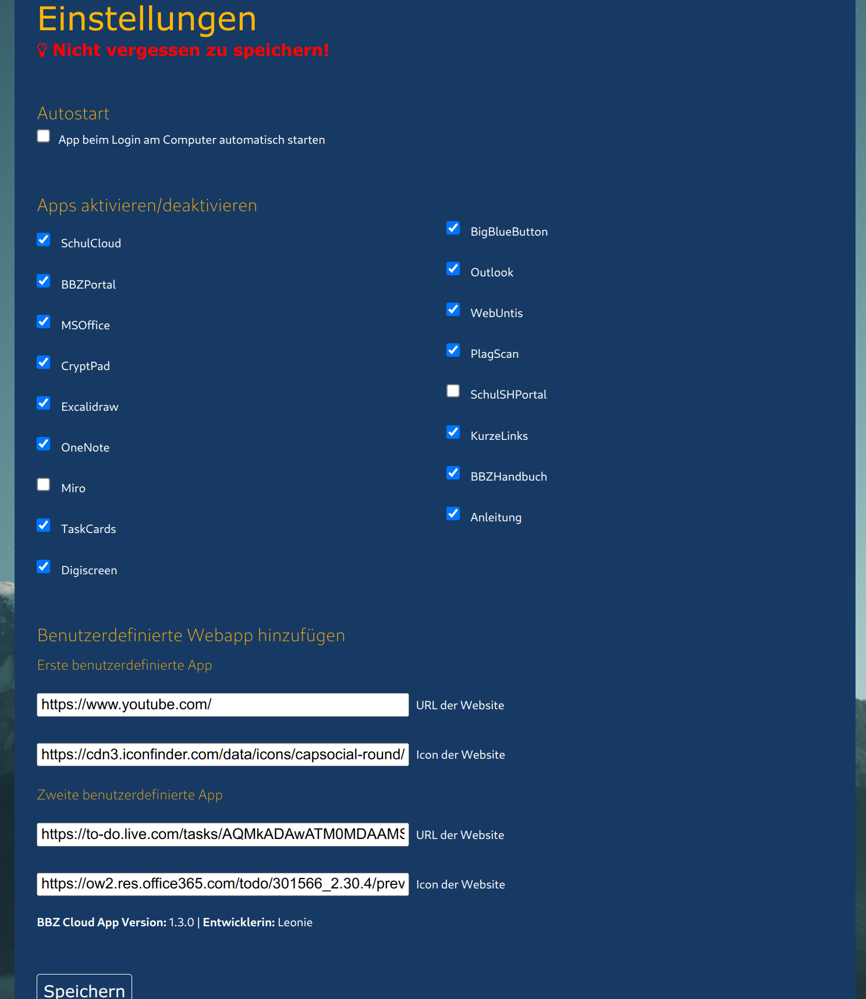 Einstellungen
Nicht vergessen zu speichern!
Autostart
App beim Login am Computer automatisch starten
Apps aktivieren/deaktivieren
SchulCloud
BBZPortal
MSOffice
CryptPad
Excalidraw
OneNote
Miro
TaskCards
Digiscreen
BigBlueButton
Outlook
WebUntis
PlagScan
SchulSHPortal
KurzeLinks
BBZHandbuch
Anleitung
Benutzerdefinierte Webapp hinzufügen
Erste benutzerdefinierte App
https://www.youtube.com/ URL der Website
https://cdn3.iconfinder.com/data/icons/capsocial-round/ Icon der Website
Zweite benutzerdefinierte App
https://to-do.live.com/tasks/AQMkADAwATM0MDAAMS URL der Website
https://ow2.res.office365.com/todo/301566_2.30.4/prev Icon der Website
BBZ Cloud App Version: 1.3.0 | Entwicklerin: Leonie
Speichern